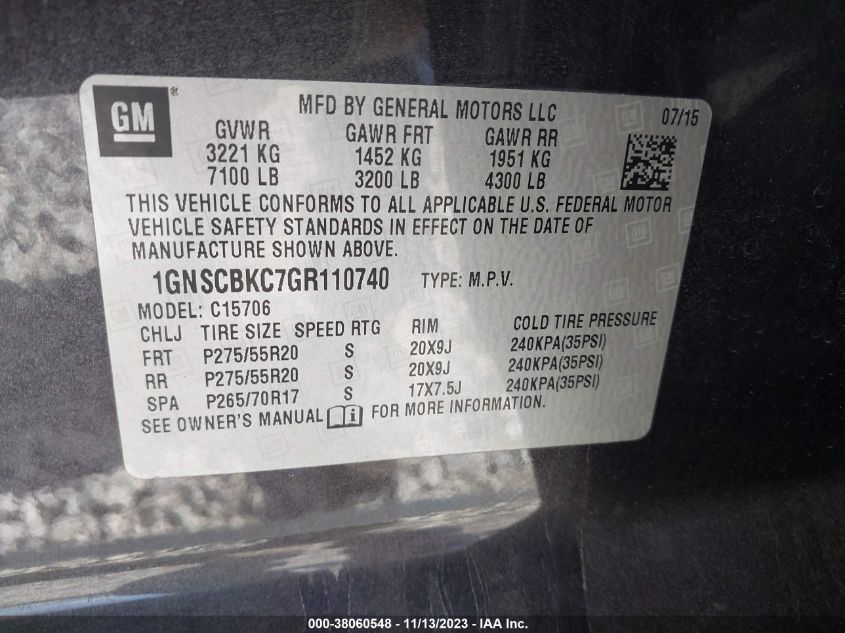 GM ®
MFD BY GENERAL MOTORS LLC 07/15
GVWR GAWR FRT GAWR RR
3221 KG 1452 KG 1951 KG
7100 LB 3200 LB 4300 LB
THIS VEHICLE CONFORMS TO ALL APPLICABLE U.S. FEDERAL MOTOR
VEHICLE SAFETY STANDARDS IN EFFECT ON THE DATE OF
MANUFACTURE SHOWN ABOVE.
1GNSCBKC7GR110740 TYPE: M.P.V.
MODEL: C15706
CHLJ TIRE SIZE SPEED RTG RIM COLD TIRE PRESSURE
FRT P275/55R20 S 20X9J 240KPA(35PSI)
RR P275/55R20 S 20X9J 240KPA(35PSI)
SPA P265/70R17 S 17X7.5J 240KPA(35PSI)
SEE OWNER'S MANUAL FOR MORE INFORMATION.
000-38060548 - 11/13/2023 - IAA Inc.